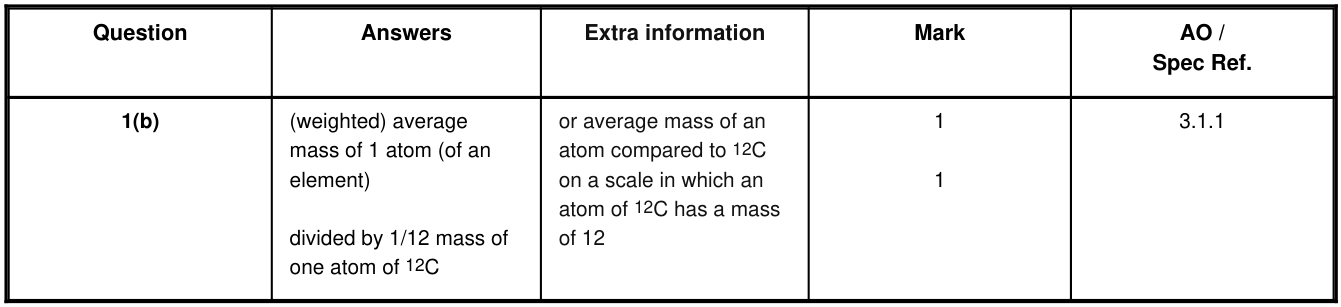 Question Answers Extra information Mark AO /
Spec Ref.
1(b)
(weighted) average
mass of 1 atom (of an
element)
divided by 1/12 mass of
one atom of 12C
or average mass of an
atom compared to 12C
on a scale in which an
atom of 12C has a mass
of 12
1
1
3.1.1